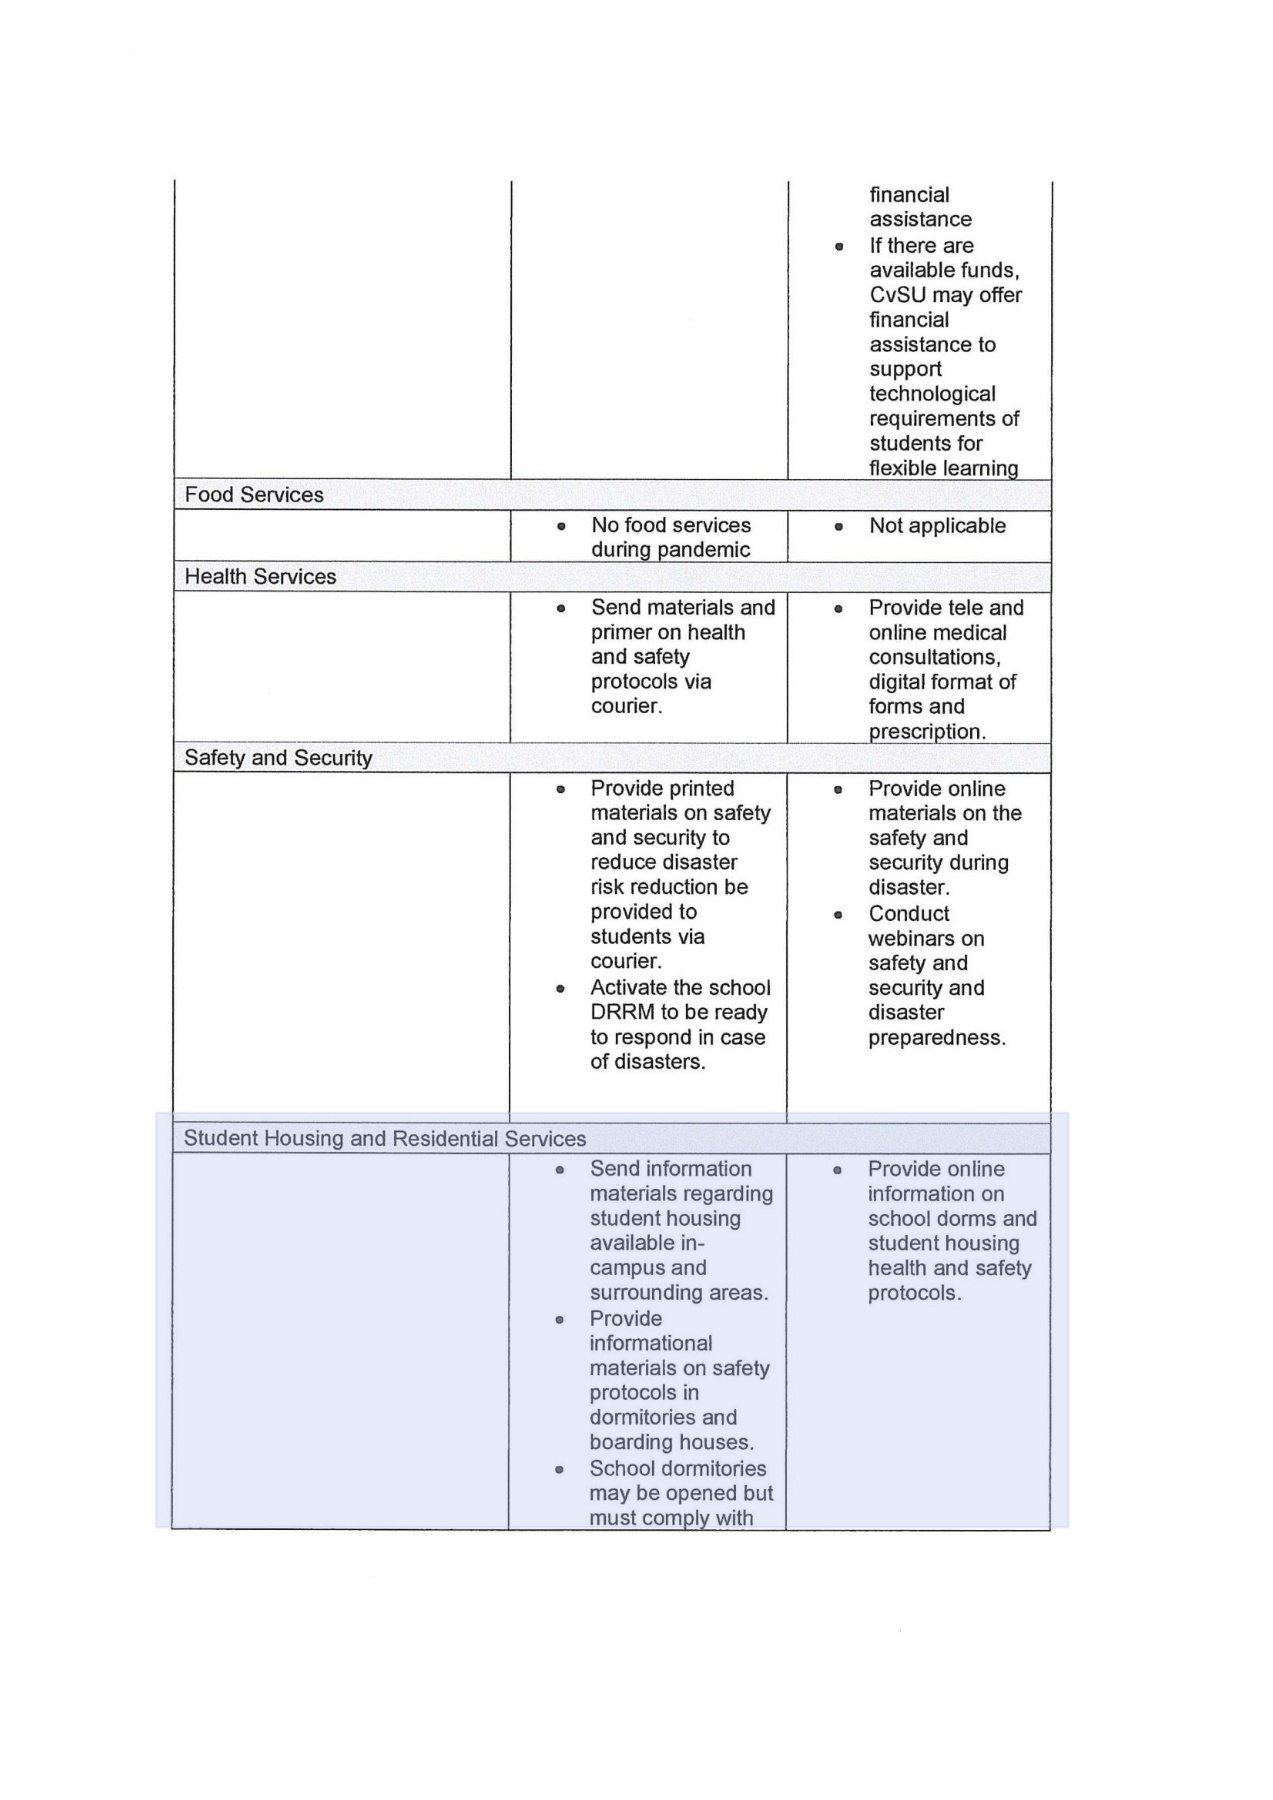 financial
assistance
• If there are
available funds,
CvSU may offer
financial
assistance to
support
technological
requirements of
students for
flexible learning
Food Services
• No food services
during pandemic
• Not applicable
Health Services
• Send materials and
primer on health
and safety
protocols via
courier.
• Provide tele and
online medical
consultations,
digital format of
forms and
prescription.
Safety and Security
• Provide printed
materials on safety
and security to
reduce disaster
risk reduction be
provided to
students via
courier.
• Activate the school
DRRM to be ready
to respond in case
of disasters.
• Provide online
materials on the
safety and
security during
disaster.
• Conduct
webinars on
safety and
security and
disaster
preparedness.
Student Housing and Residential Services
• Send information
materials regarding
student housing
available in-
campus and
surrounding areas.
• Provide
informational
materials on safety
protocols in
dormitories and
boarding houses.
• School dormitories
may be opened but
must comply with
• Provide online
information on
school dorms and
student housing
health and safety
protocols.